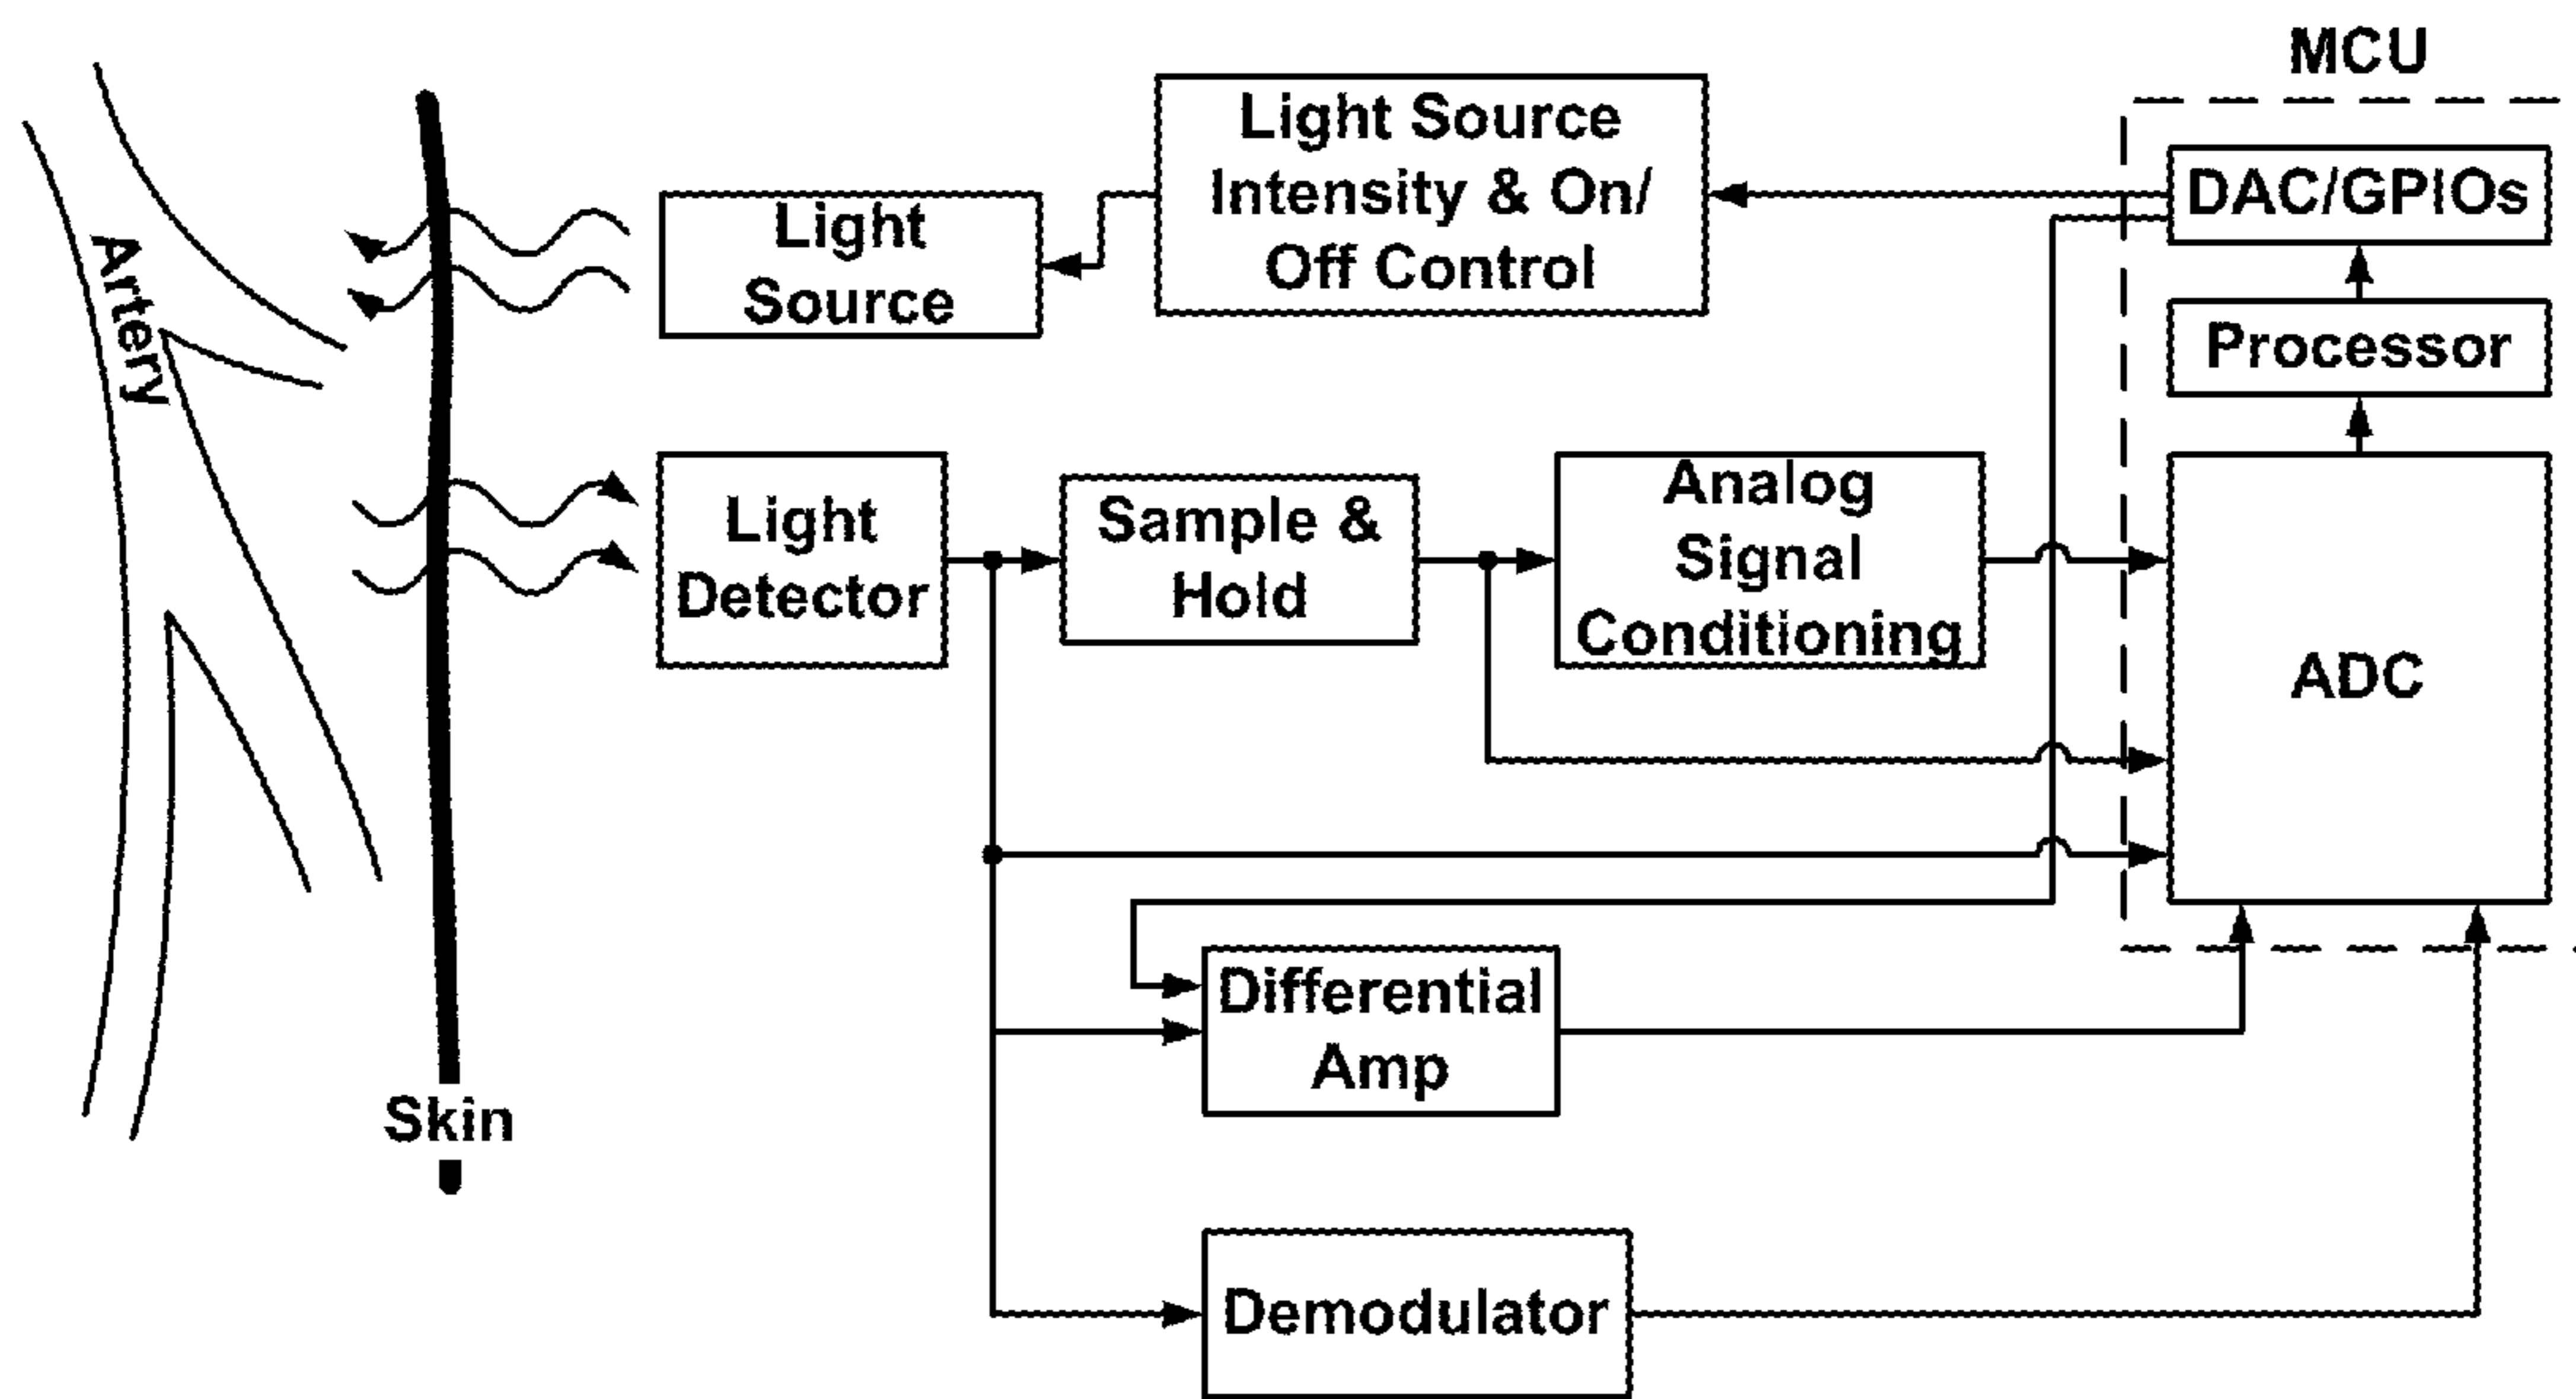 MCU
Light Source
Intensity & On/
Off Control
DAC/GPIOs
Light
Source
Artery
Processor
Light
Detector
Sample &
Hold
Analog
Signal
Conditioning
ADC
Differential
Amp
Skin
Demodulator